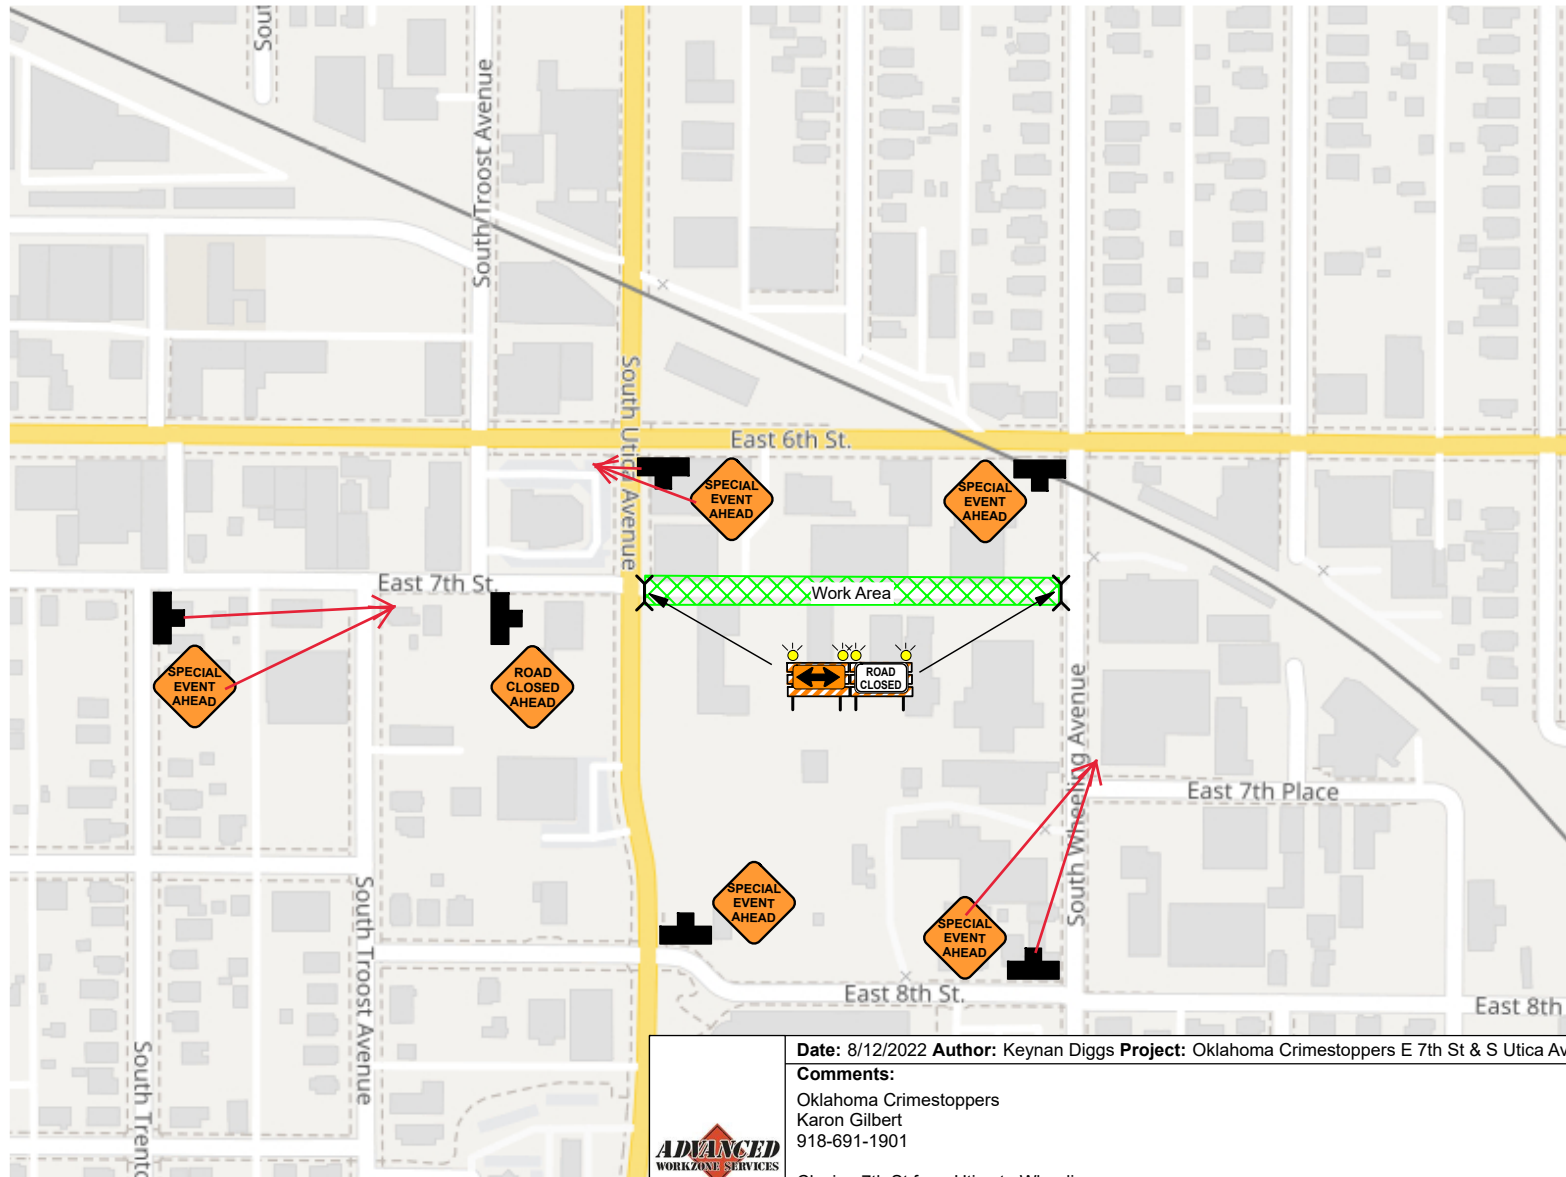 Sout
South Troost Avenue
South Utica Avenue
East 6th St.
SPECIAL
EVENT
AHEAD
SPECIAL
EVENT
AHEAD
East 7th St.
Work Area
SPECIAL
EVENT
AHEAD
ROAD
CLOSED
AHEAD
ROAD
CLOSED
South Wheeling Avenue
East 7th Place
South Troost Avenue
SPECIAL
EVENT
AHEAD
SPECIAL
EVENT
AHEAD
East 8th St.
East 8th
South Trento
Date: 8/12/2022 Author: Keynan Diggs Project: Oklahoma Crimestoppers E 7th St & S Utica Av
Comments:
Oklahoma Crimestoppers
Karon Gilbert
918-691-1901
ADVANCED
WORKZONE SERVICES